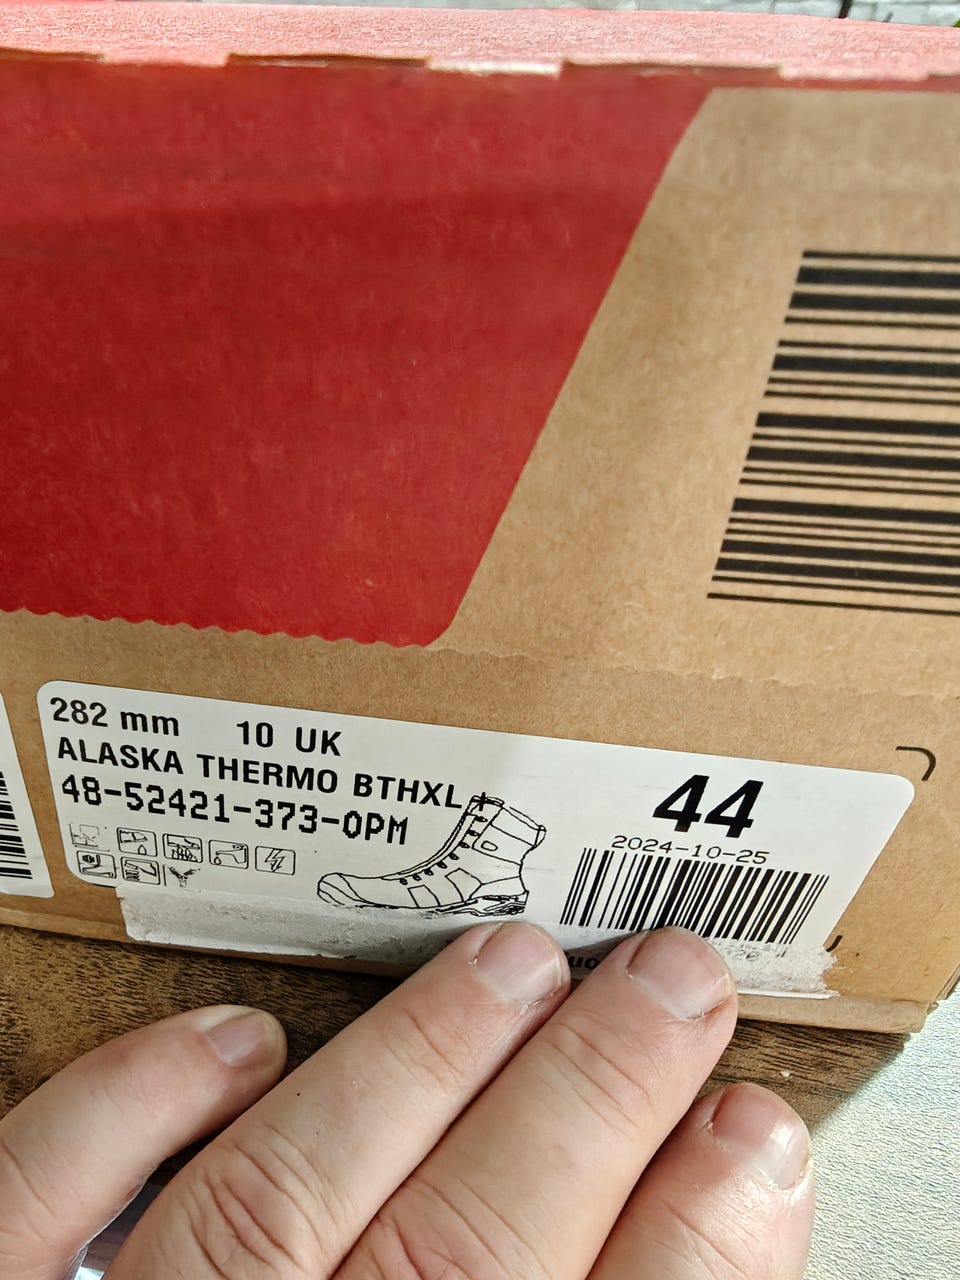 282 mm 10 UK
ALASKA THERMO BTHXL
48-52421-373-0PM
44
2024-10-25